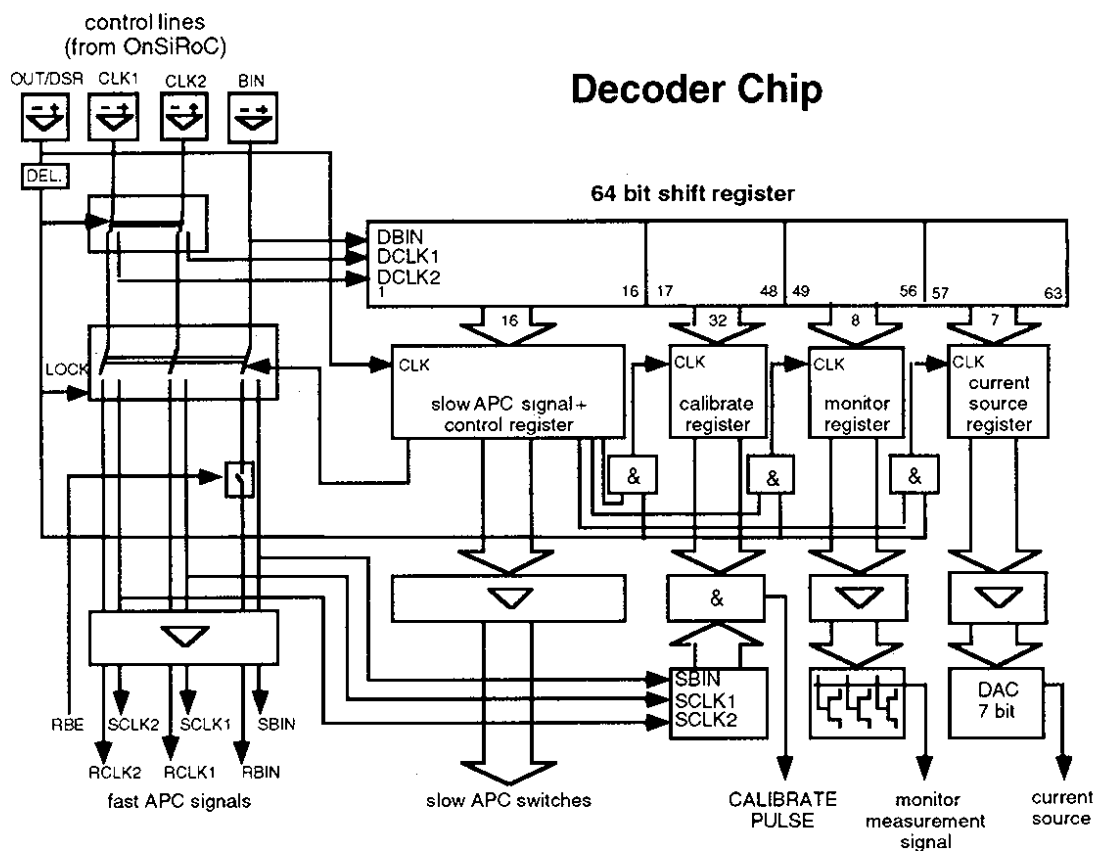 control lines
(from OnSiRoC)
OUT/DSR CLK1 CLK2 BIN
Decoder Chip
DEL.
64 bit shift register
DBIN
DCLK1
DCLK2
1 16 17 48 49 56 57 63
16 32 8 7
LOCK
CLK
slow APC signal+
control register
CLK
calibrate
register
CLK
monitor
register
CLK
current
source
register
& & &
&
SBIN
SCLK1
SCLK2
DAC
7 bit
RBE SCLK2 SCLK1 SBIN
RCLK2 RCLK1 RBIN
fast APC signals
slow APC switches
CALIBRATE
PULSE
monitor
measurement
signal
current
source